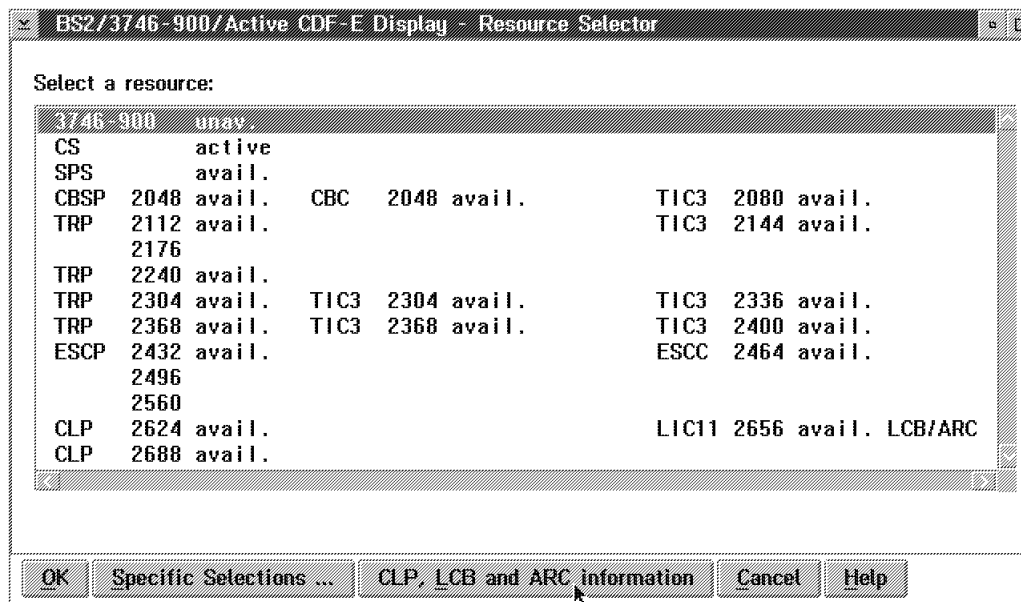 BS2/3746-900/Active CDF-E Display - Resource Selector
Select a resource:
3746-900 unav.
CS active
SPS avail.
CBSP 2048 avail. CBC 2048 avail. TIC3 2080 avail.
TRP 2112 avail. TIC3 2144 avail.
2176
TRP 2240 avail.
TRP 2304 avail. TIC3 2304 avail. TIC3 2336 avail.
TRP 2368 avail. TIC3 2368 avail. TIC3 2400 avail.
ESCP 2432 avail. ESCC 2464 avail.
2496
2560
CLP 2624 avail. LIC11 2656 avail. LCB/ARC
CLP 2688 avail.
OK Specific Selections ... CLP, LCB and ARC information Cancel Help